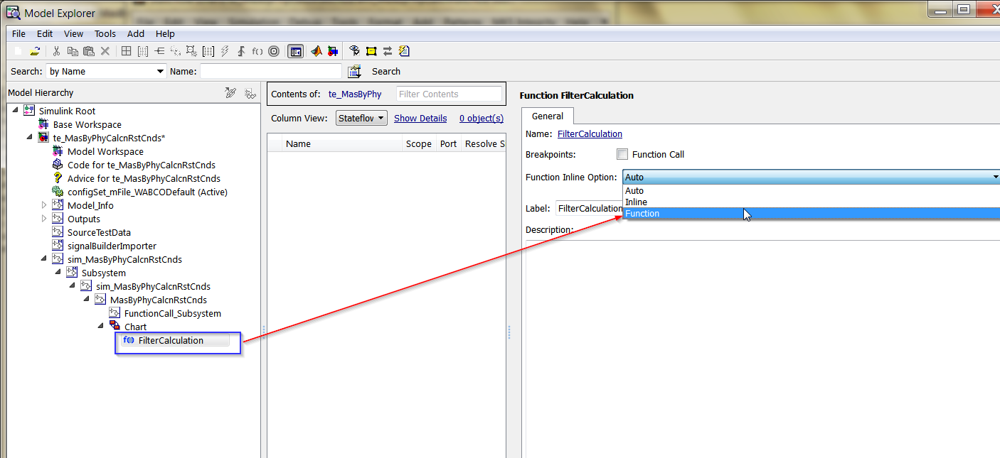 Model Explorer
File Edit View Tools Add Help
Search: by Name Name: Search
Model Hierarchy
Simulink Root
Base Workspace
te_MasByPhyCalcnRstCnds*
Model Workspace
Code for te_MasByPhyCalcnRstCnds
Advice for te_MasByPhyCalcnRstCnds
configSet_mFile_WABCODefault (Active)
Model_Info
Outputs
SourceTestData
signalBuilderImporter
sim_MasByPhyCalcnRstCnds
Subsystem
sim_MasByPhyCalcnRstCnds
MasByPhyCalcnRstCnds
FunctionCall_Subsystem
Chart
f() FilterCalculation
Contents of: te_MasByPhy Filter Contents
Column View: Stateflov Show Details 0 object(s)
Name Scope Port Resolve S
Function FilterCalculation
General
Name: FilterCalculation
Breakpoints: Function Call
Function Inline Option: Auto
Auto
Inline
Function
Label: FilterCalculation
Description: